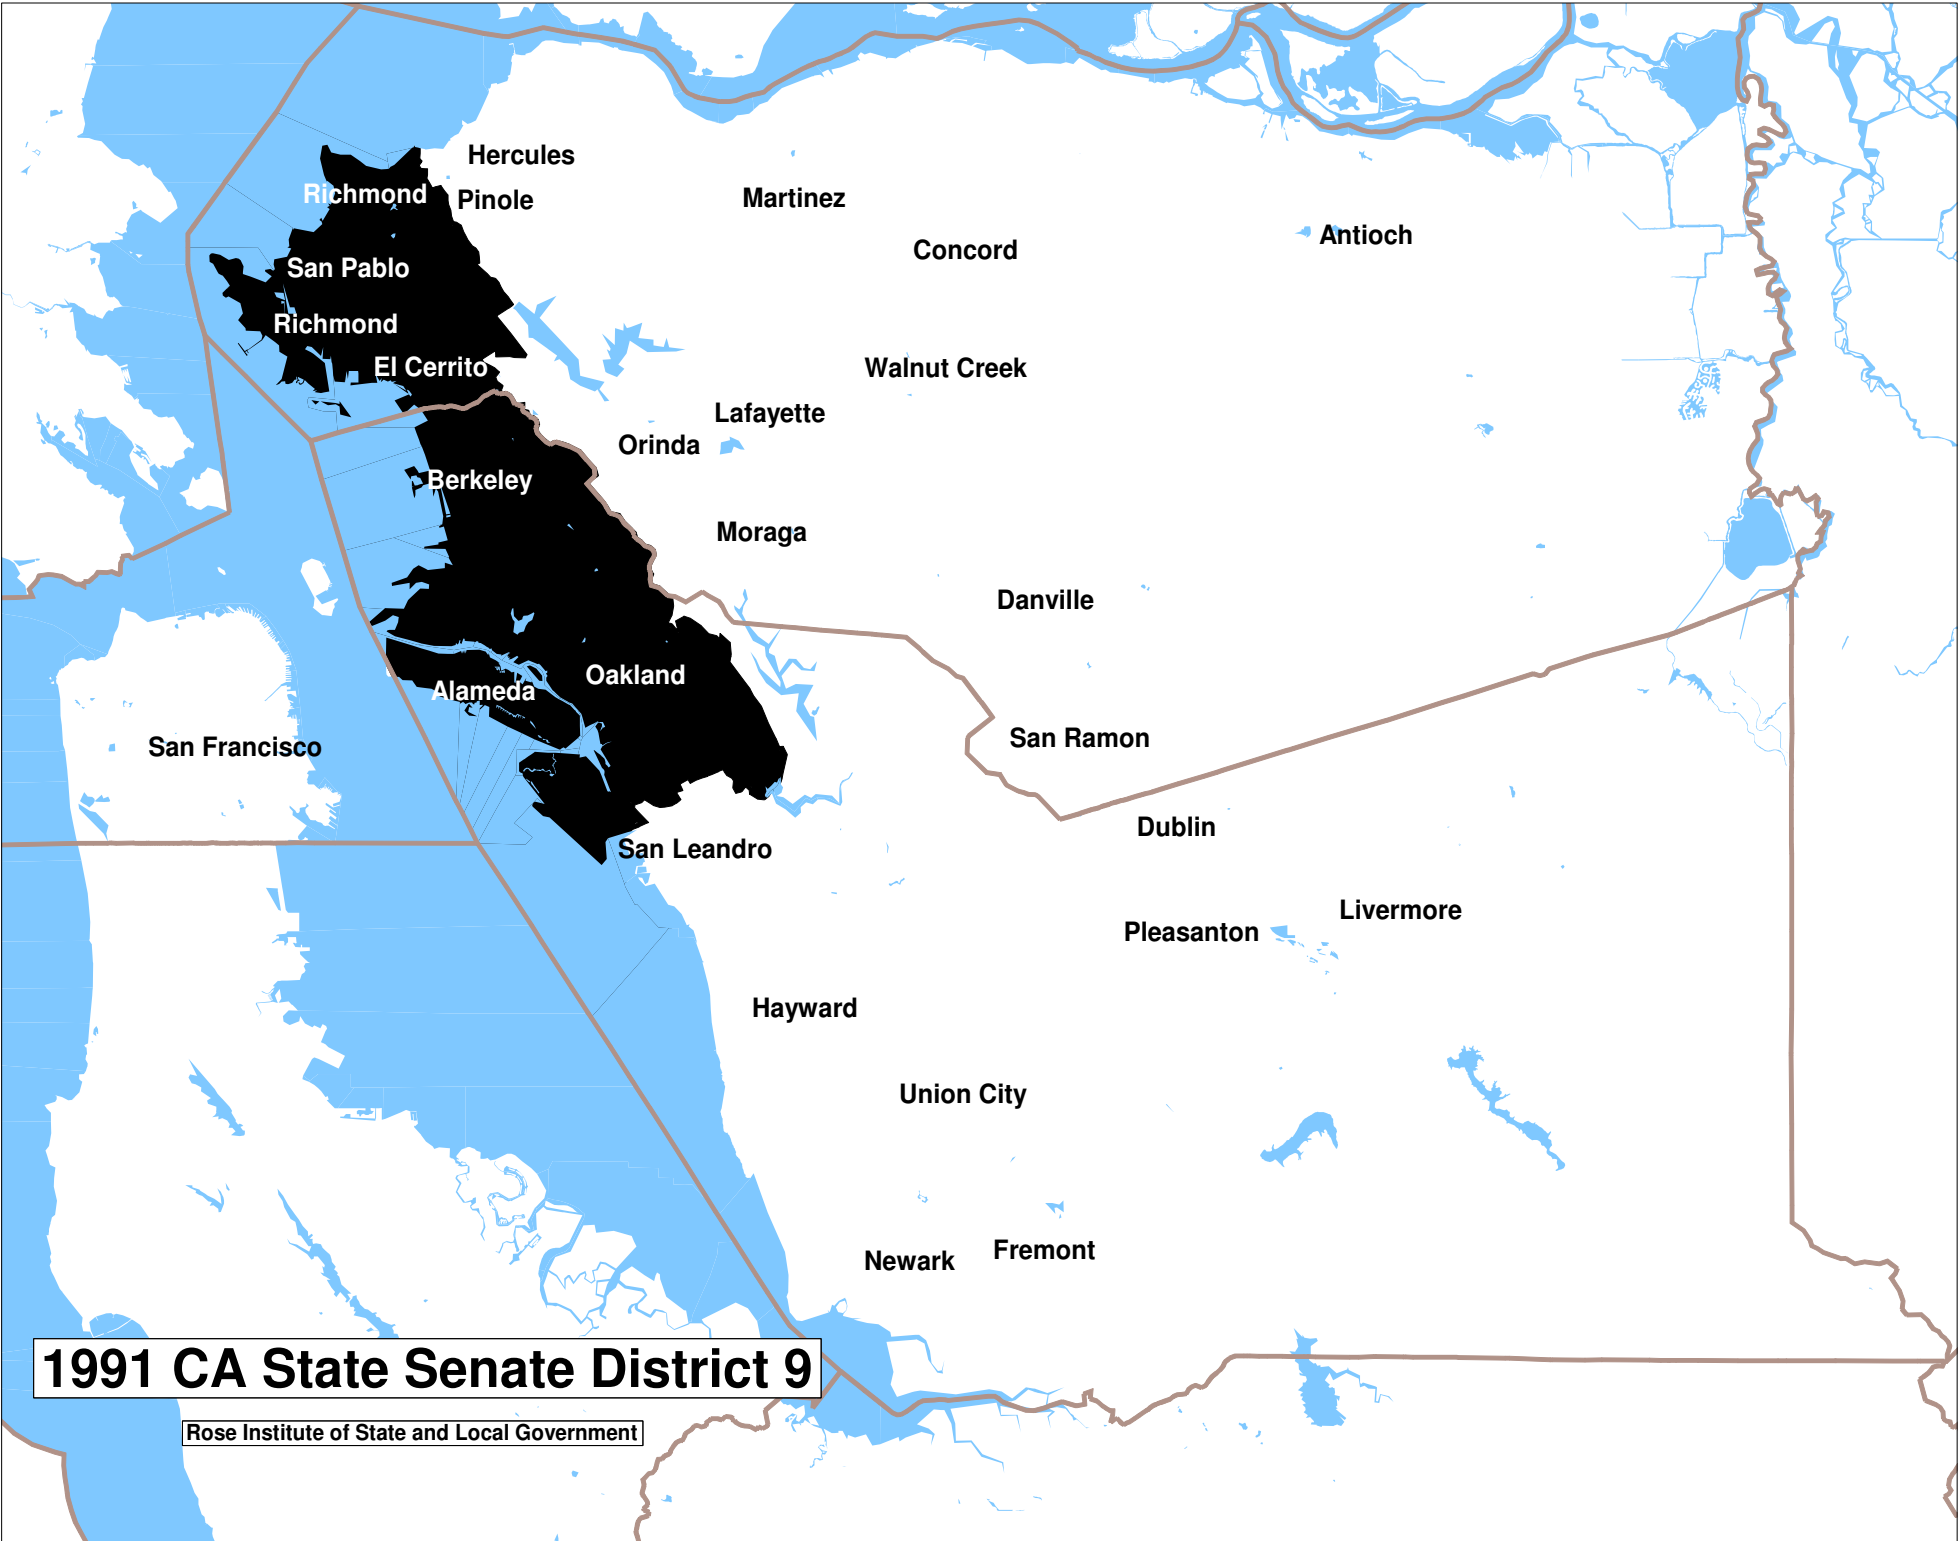 Hercules
Richmond
Pinole
Martinez
Concord
Antioch
San Pablo
Richmond
El Cerrito
Walnut Creek
Lafayette
Orinda
Berkeley
Moraga
Danville
Oakland
Alameda
San Francisco
San Ramon
Dublin
San Leandro
Livermore
Pleasanton
Hayward
Union City
Fremont
Newark
1991 CA State Senate District 9
Rose Institute of State and Local Government